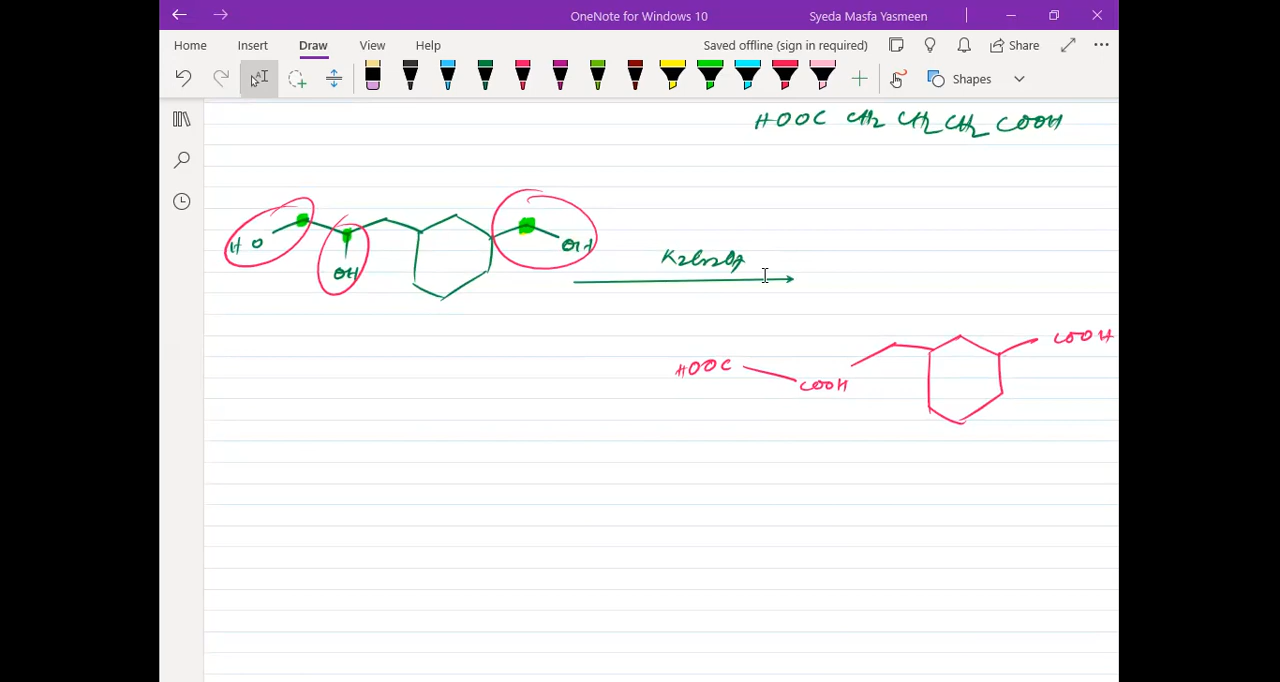 OneNote for Windows 10
Syeda Masfa Yasmeen
Home Insert Draw View Help
Saved offline (sign in required)
Share
Shapes
HOOC CH2 CH2 CH2 COOH
HO
OH
OH
K2Cr2O7
HOOC
COOH
COOH